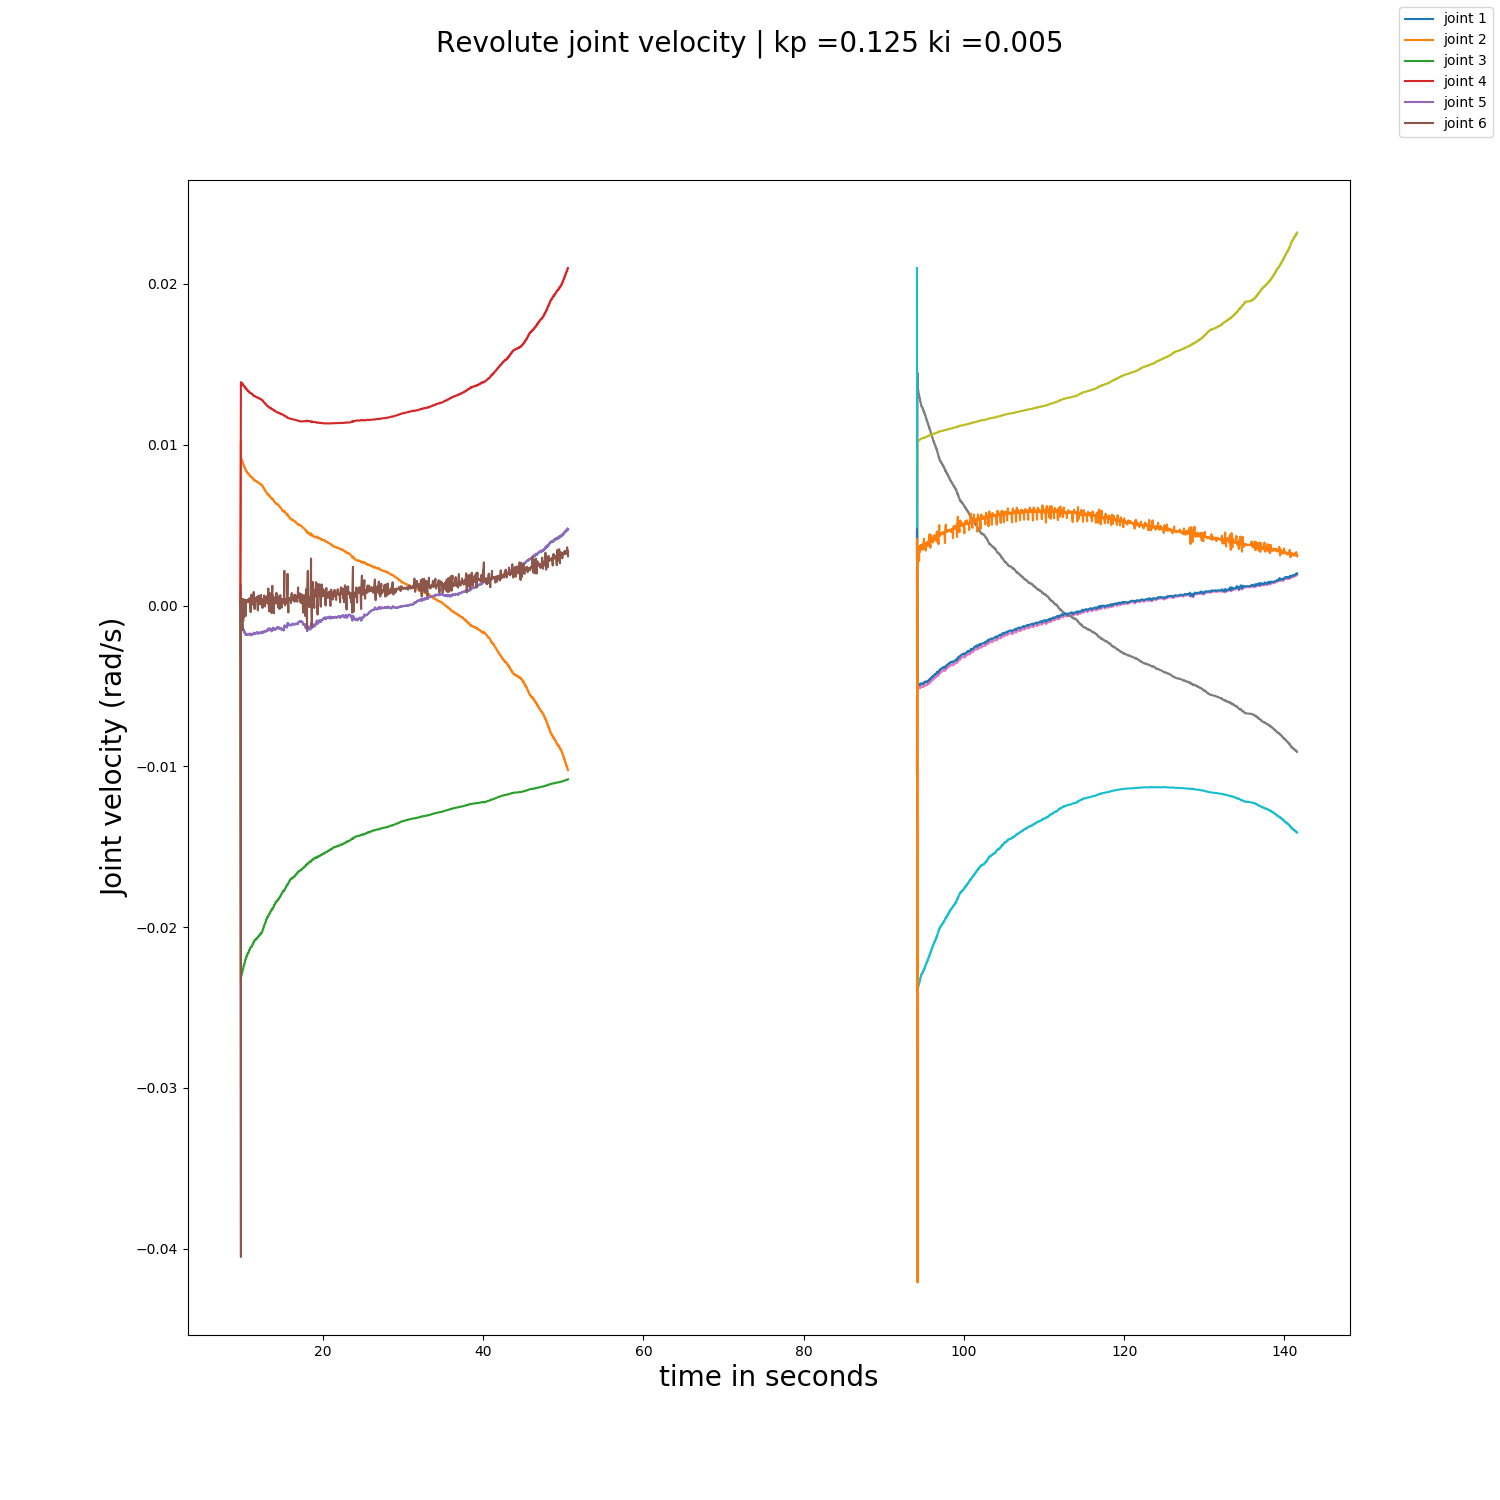 Revolute joint velocity | kp =0.125 ki =0.005
joint 1
joint 2
joint 3
joint 4
joint 5
joint 6
Joint velocity (rad/s)
0.02
0.01
0.00
−0.01
−0.02
−0.03
−0.04
20 40 60 80 100 120 140
time in seconds